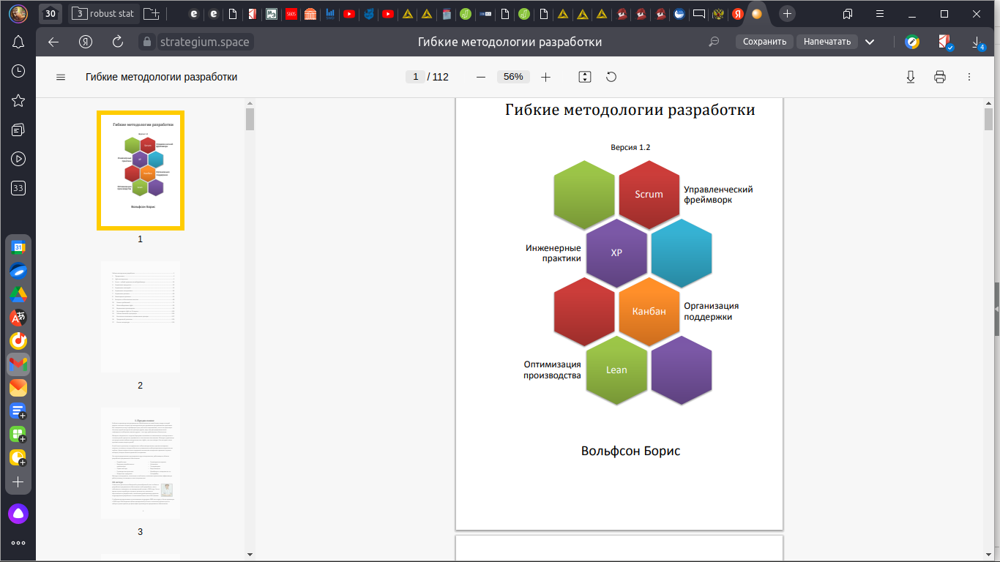 30
3 robust stat
strategium.space
Гибкие методологии разработки
Сохранить
Напечатать
4
Гибкие методологии разработки
1 / 112
56%
33
31
1
2
3
Гибкие методологии разработки
Версия 1.2
Scrum
Управленческий
фреймворк
Инженерные
практики
XP
Канбан
Организация
поддержки
Оптимизация
производства
Lean
Вольфсон Борис